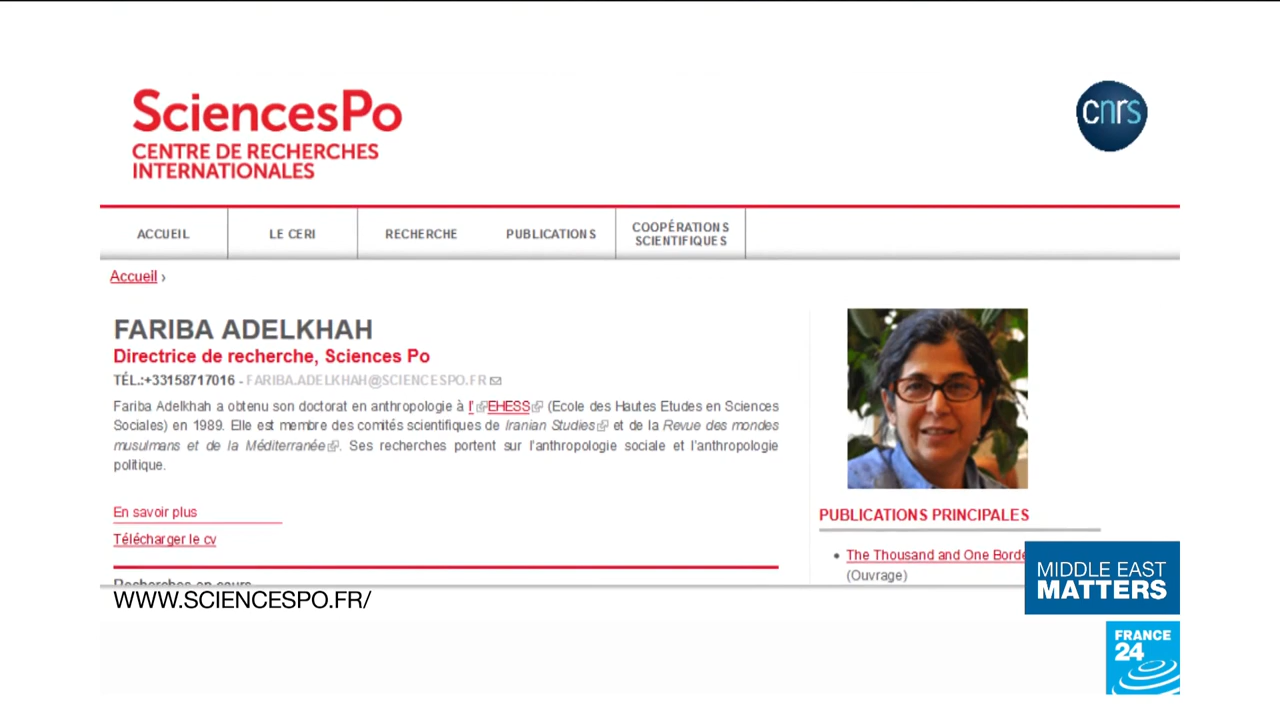 SciencesPo
CENTRE DE RECHERCHES
INTERNATIONALES
cnrs
ACCUEIL
LE CERI
RECHERCHE
PUBLICATIONS
COOPÉRATIONS
SCIENTIFIQUES
Accueil ›
FARIBA ADELKHAH
Directrice de recherche, Sciences Po
TÉL.:+33158717016 - FARIBA.ADELKHAH@SCIENCESPO.FR
Fariba Adelkhah a obtenu son doctorat en anthropologie à l' EHESS (Ecole des Hautes Etudes en Sciences
Sociales) en 1989. Elle est membre des comités scientifiques de Iranian Studies et de la Revue des mondes
musulmans et de la Méditerranée. Ses recherches portent sur l'anthropologie sociale et l'anthropologie
politique.
En savoir plus
Télécharger le cv
Recherches en cours
PUBLICATIONS PRINCIPALES
• The Thousand and One Borde
(Ouvrage)
WWW.SCIENCESPO.FR/
MIDDLE EAST
MATTERS
FRANCE
24